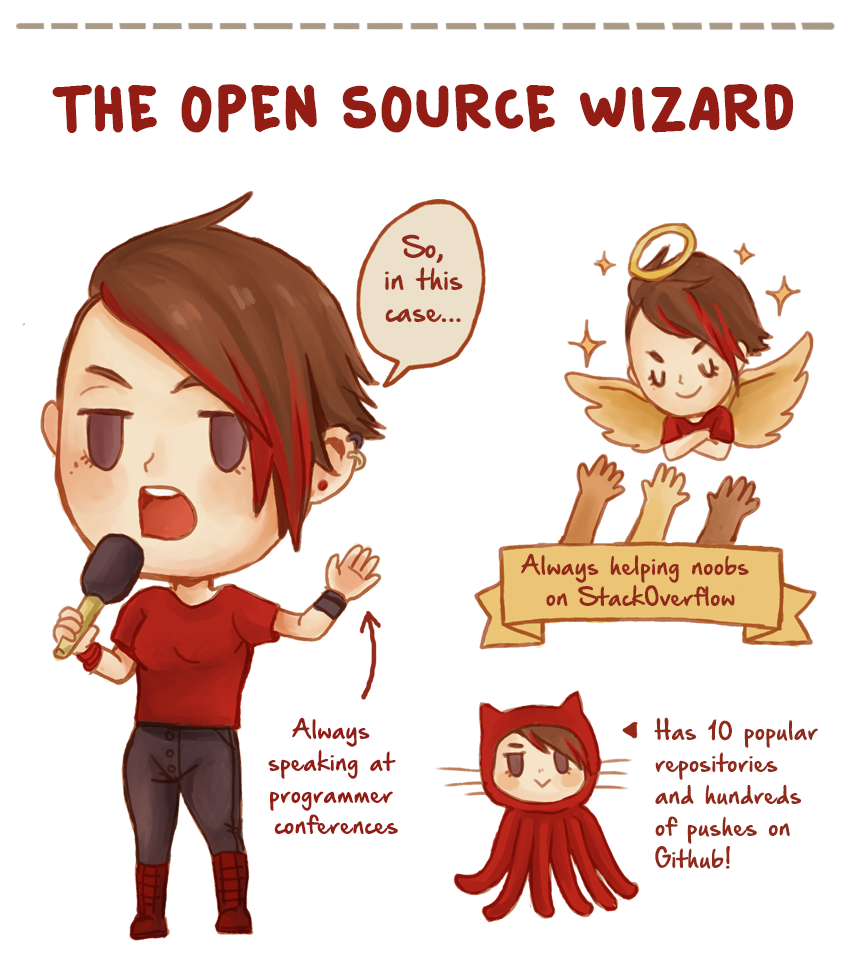 THE OPEN SOURCE WIZARD
So,
in this
case...
Always helping noobs
on StackOverflow
Always
speaking at
programmer
conferences
Has 10 popular
repositories
and hundreds
of pushes on
Github!